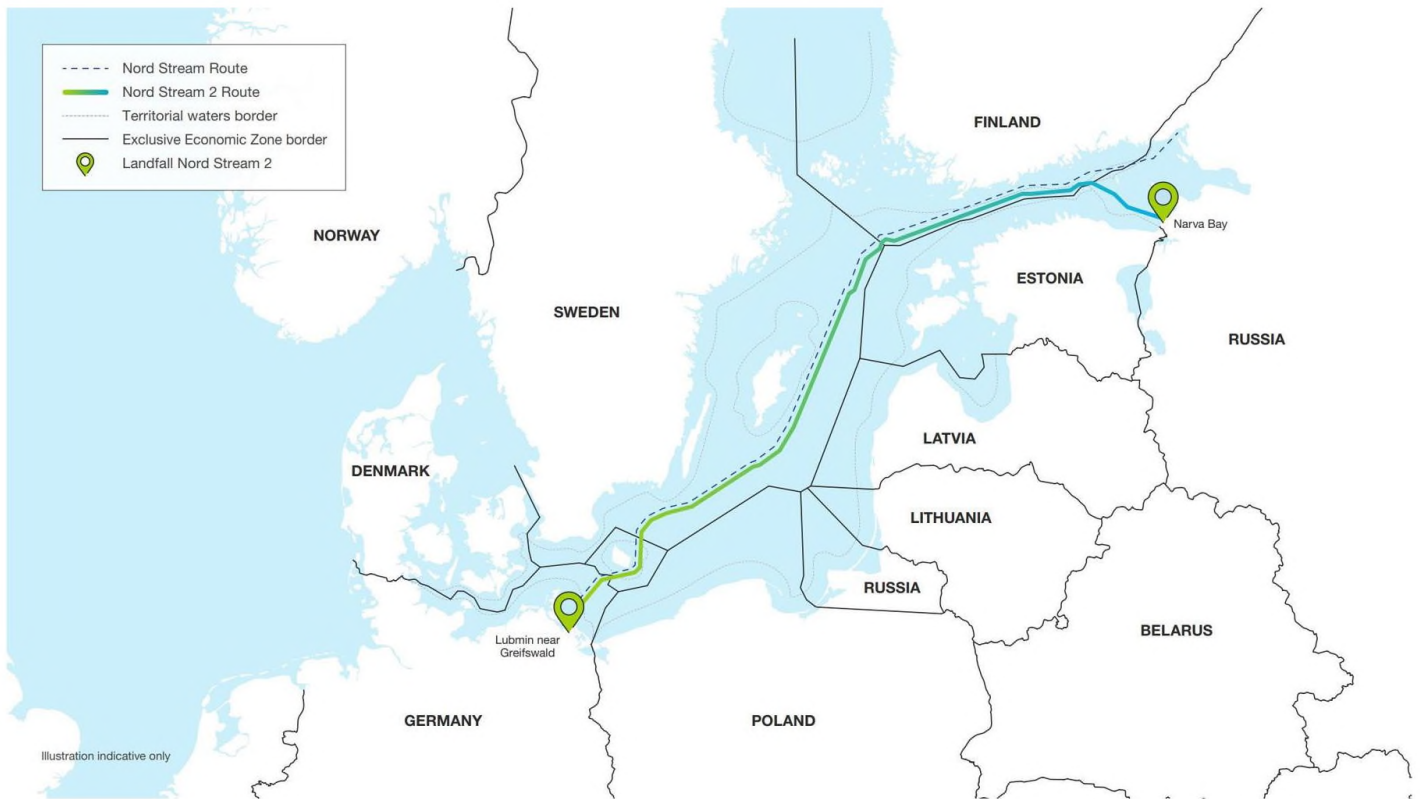 Nord Stream Route
Nord Stream 2 Route
Territorial waters border
Exclusive Economic Zone border
Landfall Nord Stream 2
FINLAND
NORWAY
Narva Bay
ESTONIA
SWEDEN
RUSSIA
LATVIA
DENMARK
LITHUANIA
RUSSIA
BELARUS
Lubmin near
Greifswald
GERMANY
POLAND
Illustration indicative only